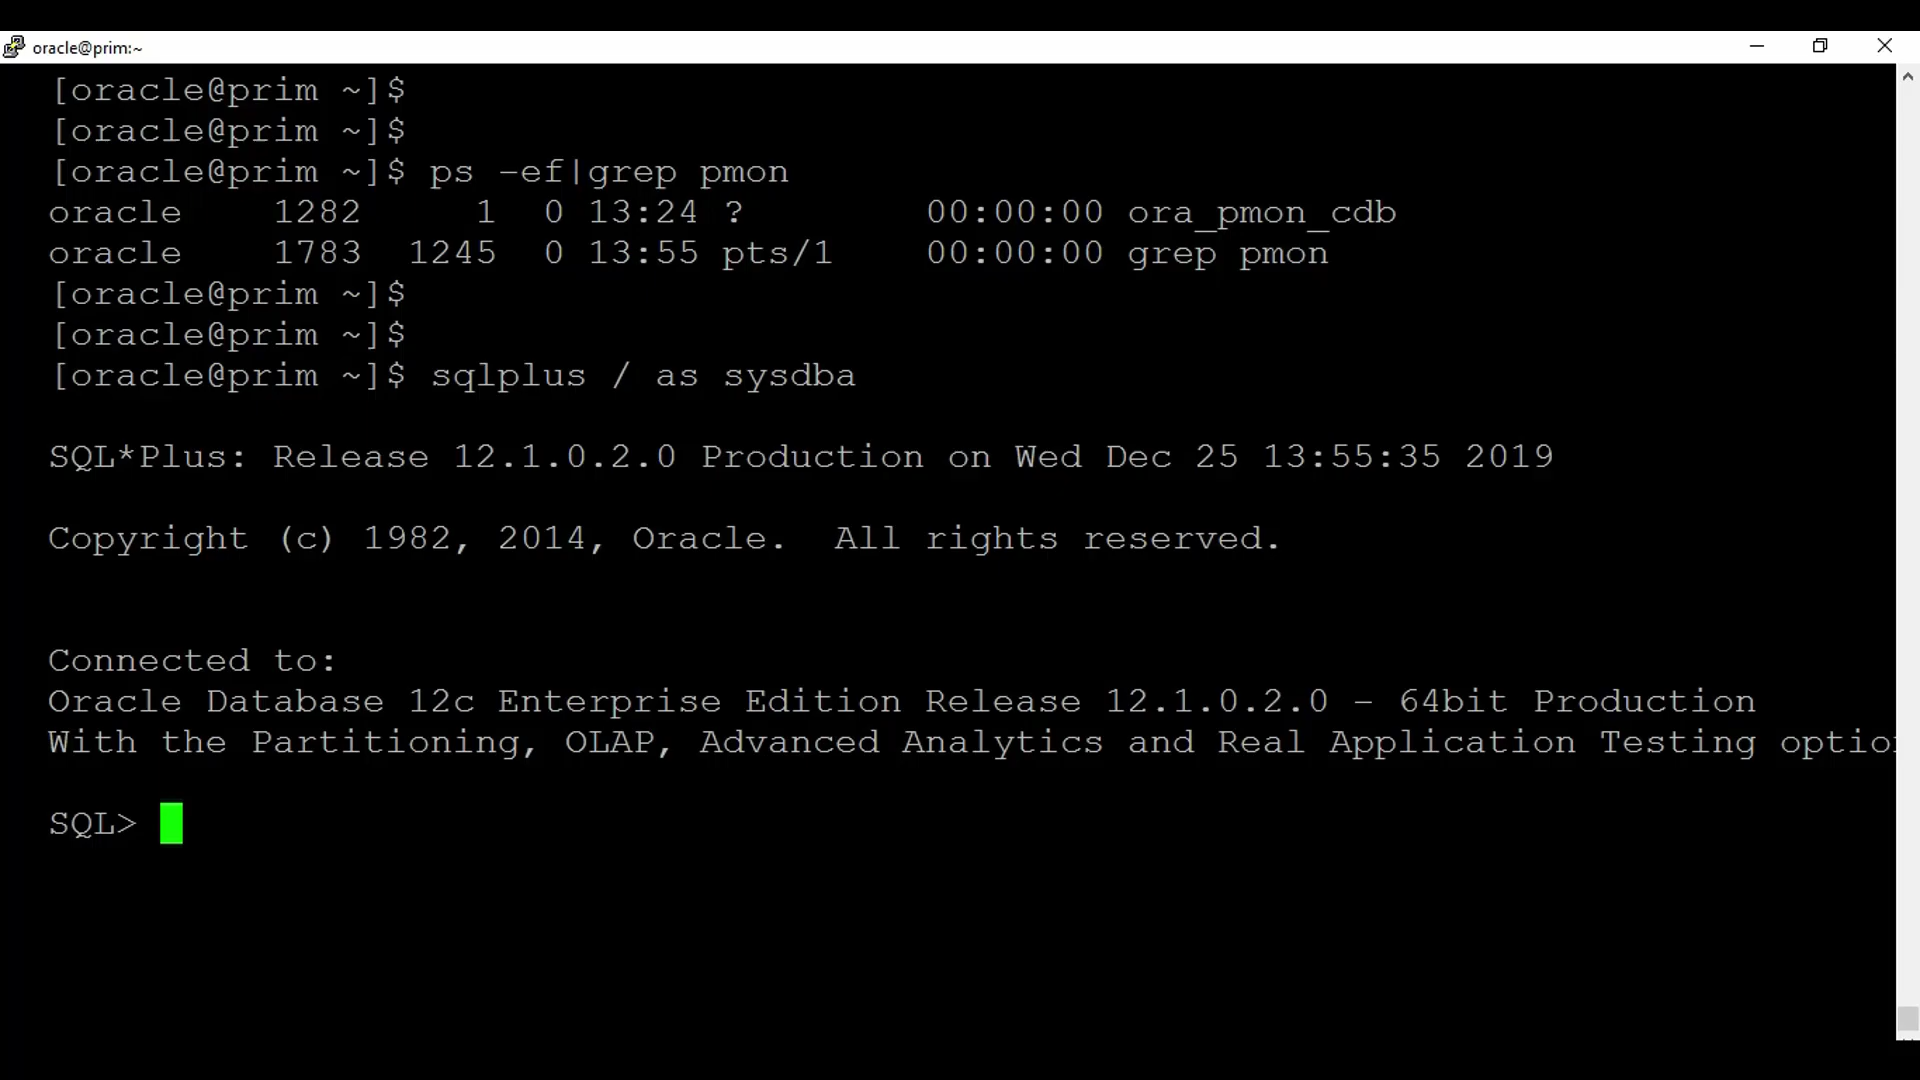 oracle@prim:~
[oracle@prim ~]$
[oracle@prim ~]$
[oracle@prim ~]$ ps -ef|grep pmon
oracle    1282     1  0 13:24 ?        00:00:00 ora_pmon_cdb
oracle    1783  1245  0 13:55 pts/1    00:00:00 grep pmon
[oracle@prim ~]$
[oracle@prim ~]$
[oracle@prim ~]$ sqlplus / as sysdba
SQL*Plus: Release 12.1.0.2.0 Production on Wed Dec 25 13:55:35 2019
Copyright (c) 1982, 2014, Oracle.  All rights reserved.
Connected to:
Oracle Database 12c Enterprise Edition Release 12.1.0.2.0 - 64bit Production
With the Partitioning, OLAP, Advanced Analytics and Real Application Testing optio
SQL>